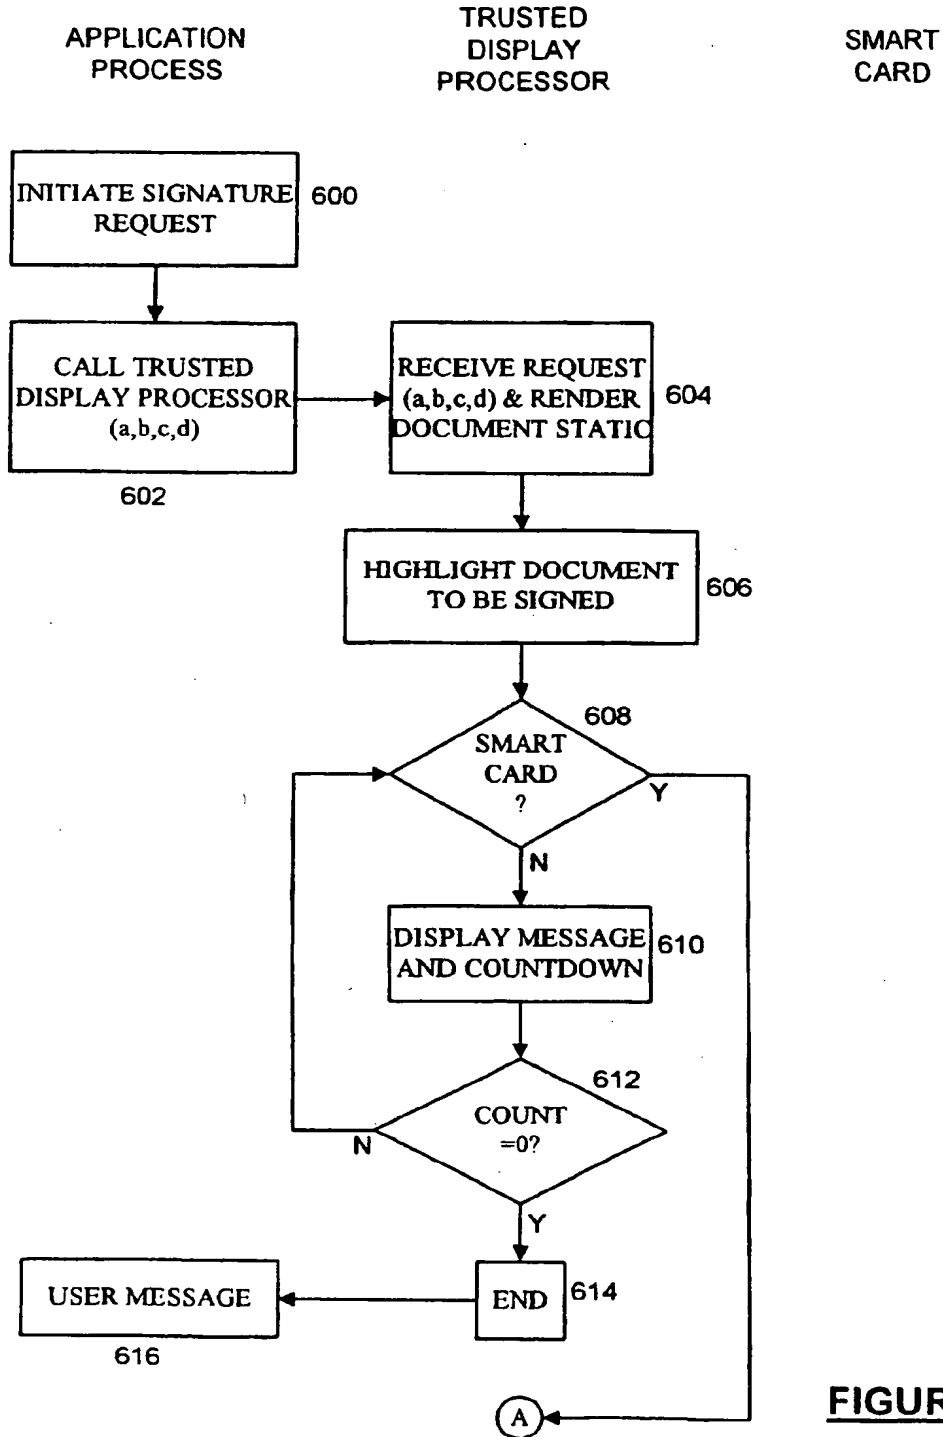 APPLICATION
PROCESS
TRUSTED
DISPLAY
PROCESSOR
SMART
CARD
INITIATE SIGNATURE
REQUEST
600
CALL TRUSTED
DISPLAY PROCESSOR
(a,b,c,d)
602
RECEIVE REQUEST
(a,b,c,d) & RENDER
DOCUMENT STATIC
604
HIGHLIGHT DOCUMENT
TO BE SIGNED
606
608
SMART
CARD
?
Y
N
DISPLAY MESSAGE
AND COUNTDOWN
610
612
COUNT
=0?
N
Y
END
614
USER MESSAGE
616
A
FIGUR